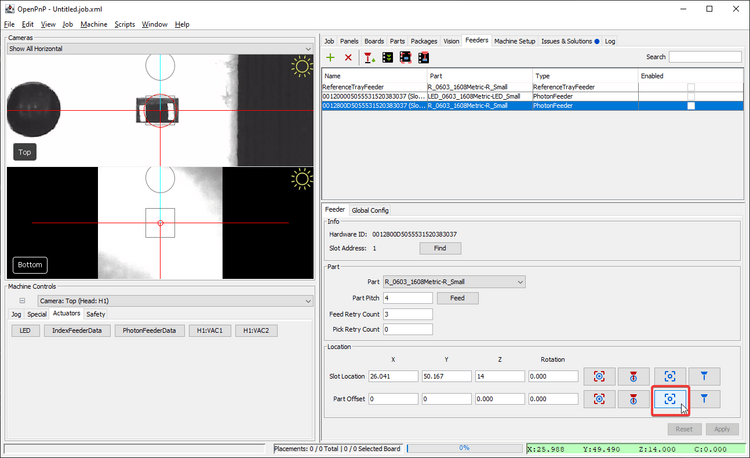 OpenPnP - Untitled.job.xml
File Edit View Job Machine Scripts Window Help
Cameras
Show All Horizontal
Top
Bottom
Machine Controls
Camera: Top (Head: H1)
Jog Special Actuators Safety
LED IndexFeederData PhotonFeederData H1:VAC1 H1:VAC2
Job Panels Boards Parts Packages Vision Feeders Machine Setup Issues & Solutions Log
Search
Name Part Type Enabled
ReferenceTrayFeeder R_0603_1608Metric-R_Small ReferenceTrayFeeder
00120000D5055531520383037 (Slo... LED_0603_1608Metric-LED_Small PhotonFeeder
0012800D5055531520383037 (Slo... R_0603_1608Metric-R_Small PhotonFeeder
Feeder Global Config
Info
Hardware ID: 0012800D5055531520383037
Slot Address: 1 Find
Part
Part R_0603_1608Metric-R_Small
Part Pitch 4 Feed
Feed Retry Count 3
Pick Retry Count 0
Location
X Y Z Rotation
Slot Location 26.041 50.167 14 0.000
Part Offset 0 0 0.000 0.000
Reset Apply
Placements: 0 / 0 Total | 0 / 0 Selected Board 0% X:25.988 Y:49.490 Z:14.000 C:0.000